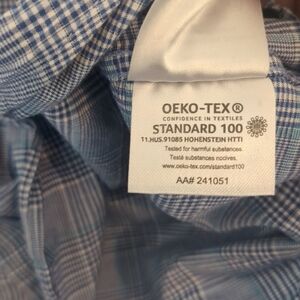 OEKO-TEX®
CONFIDENCE IN TEXTILES
STANDARD 100
11.HUS.91085 HOHENSTEIN HTTI
Tested for harmful substances.
Testé substances nocives.
www.oeko-tex.com/standard100
AA# 241051